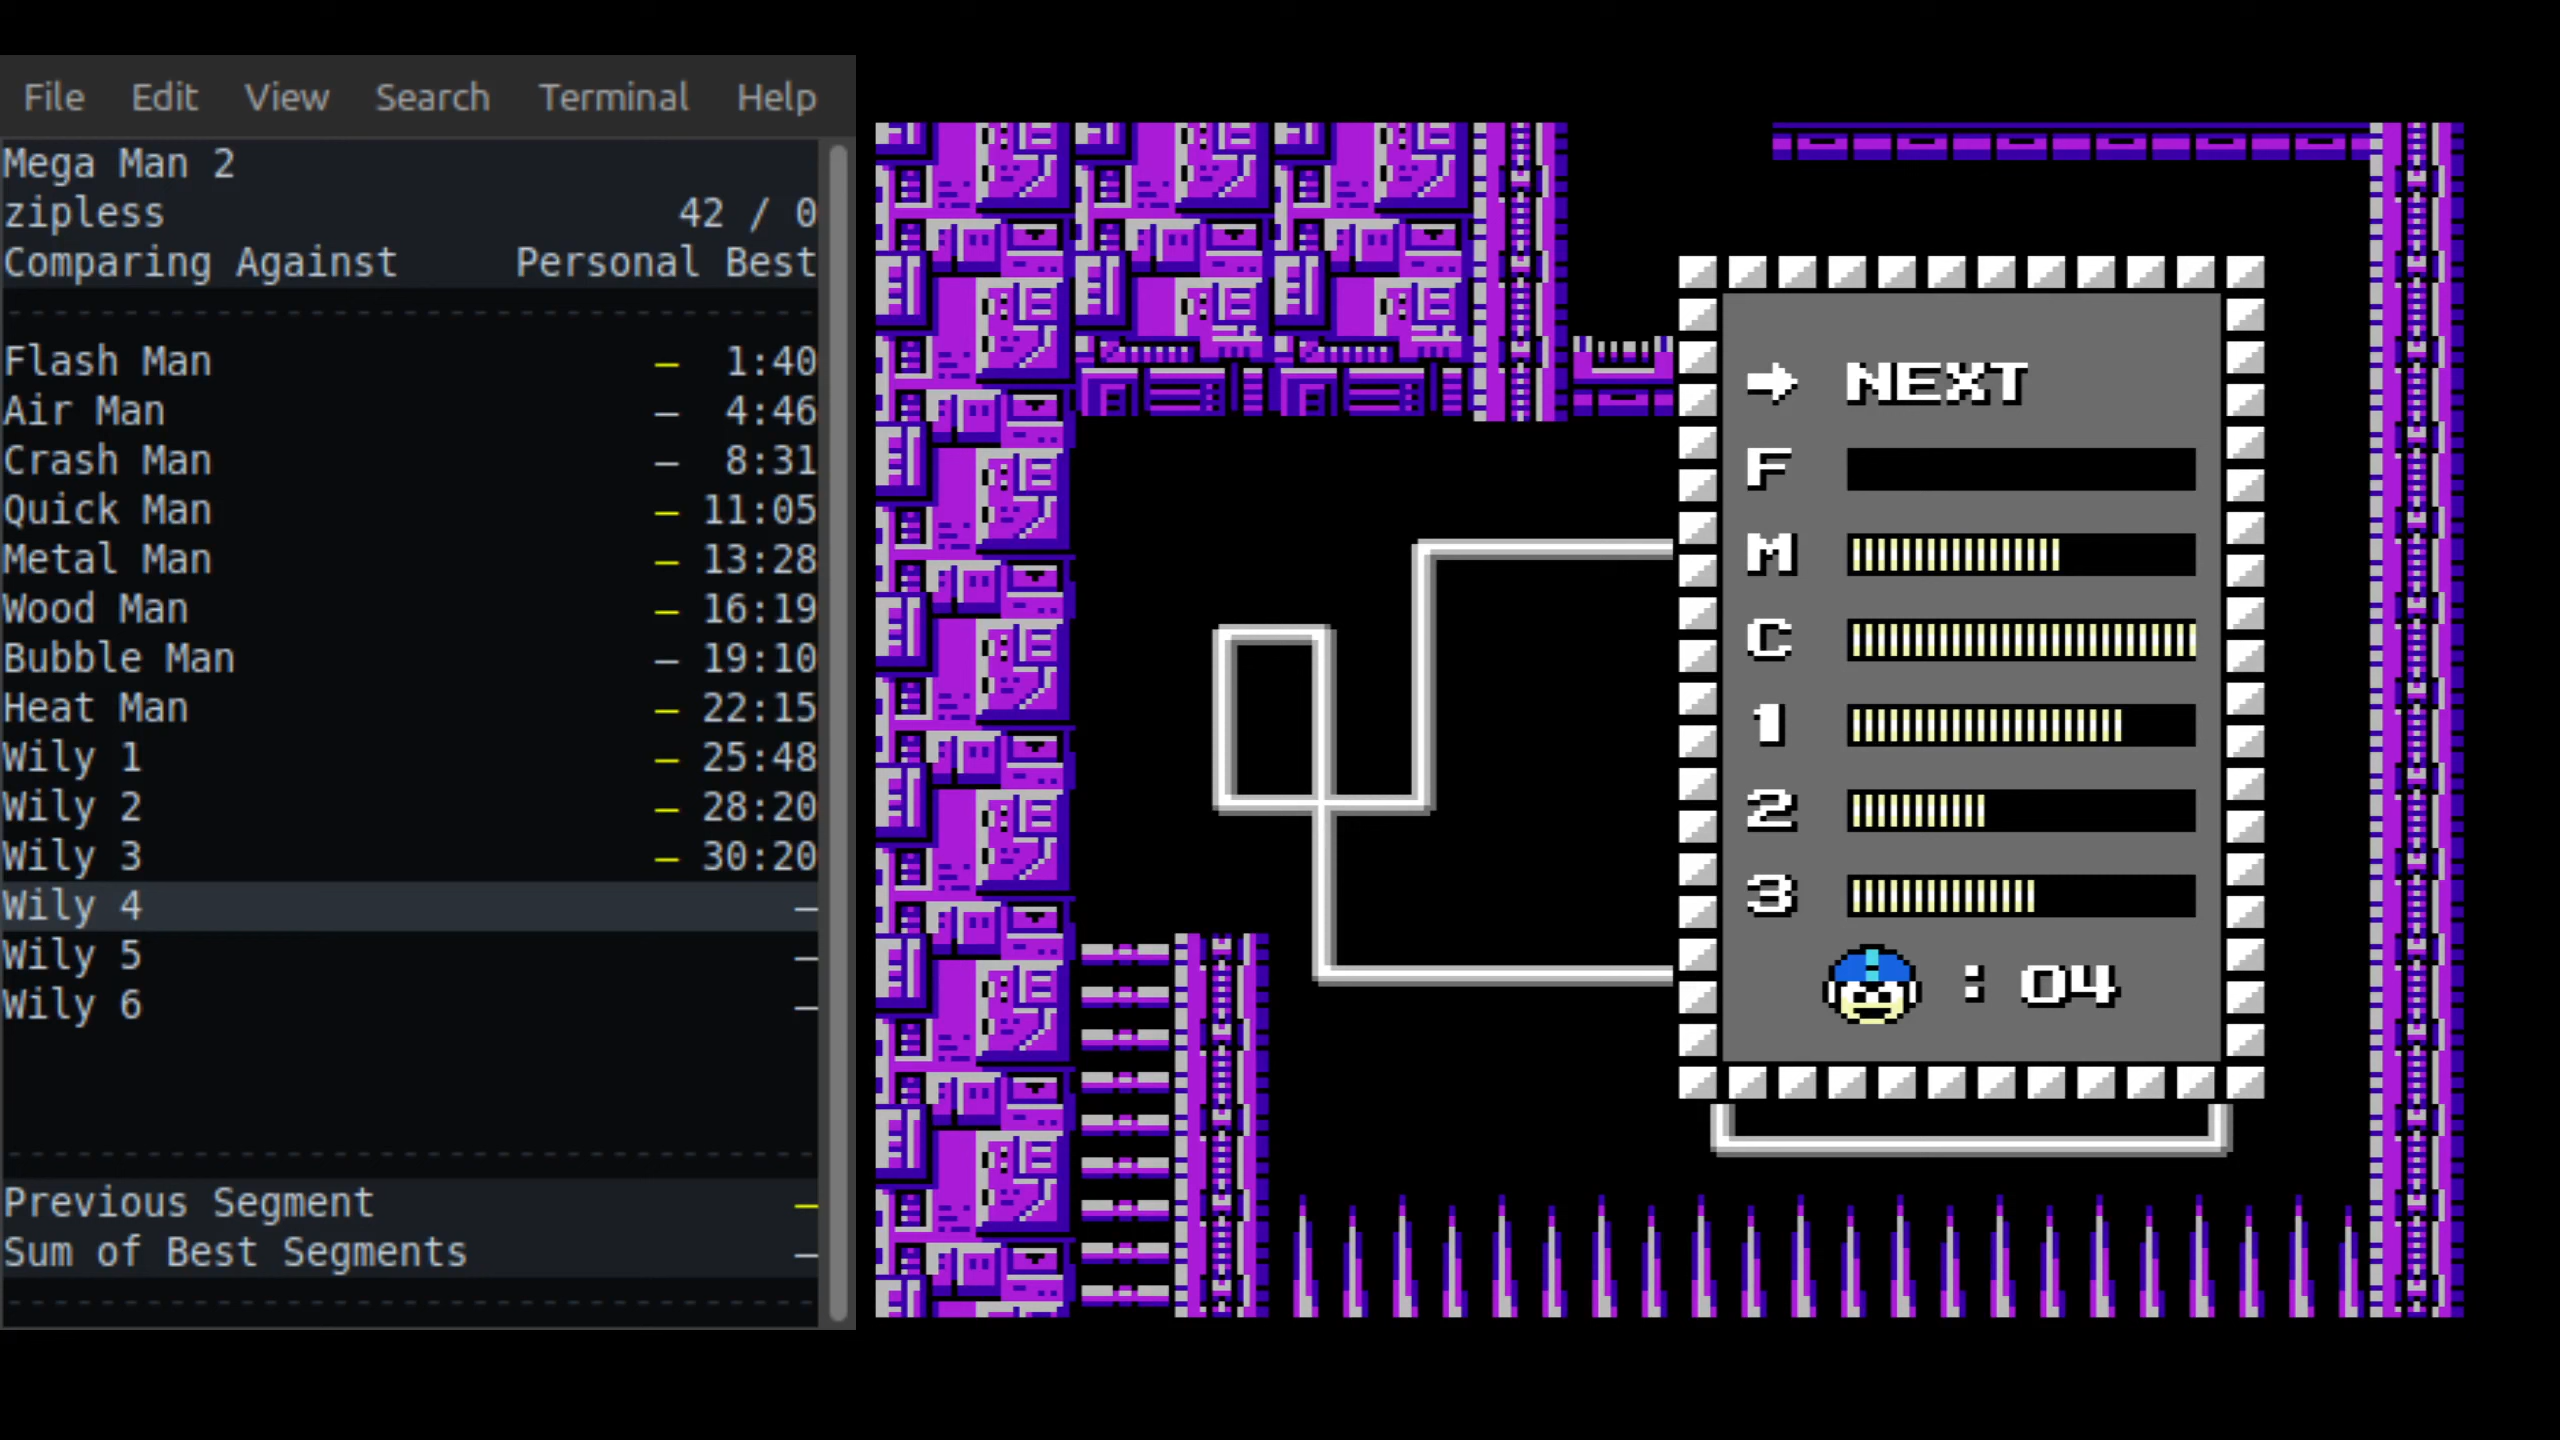 File Edit View Search Terminal Help
Mega Man 2
zipless 42 / 0
Comparing Against Personal Best
Flash Man — 1:40
Air Man — 4:46
Crash Man — 8:31
Quick Man — 11:05
Metal Man — 13:28
Wood Man — 16:19
Bubble Man — 19:10
Heat Man — 22:15
Wily 1 — 25:48
Wily 2 — 28:20
Wily 3 — 30:20
Wily 4 —
Wily 5 —
Wily 6 —
Previous Segment —
Sum of Best Segments —
NEXT
F
M
C
1
2
3
: 04